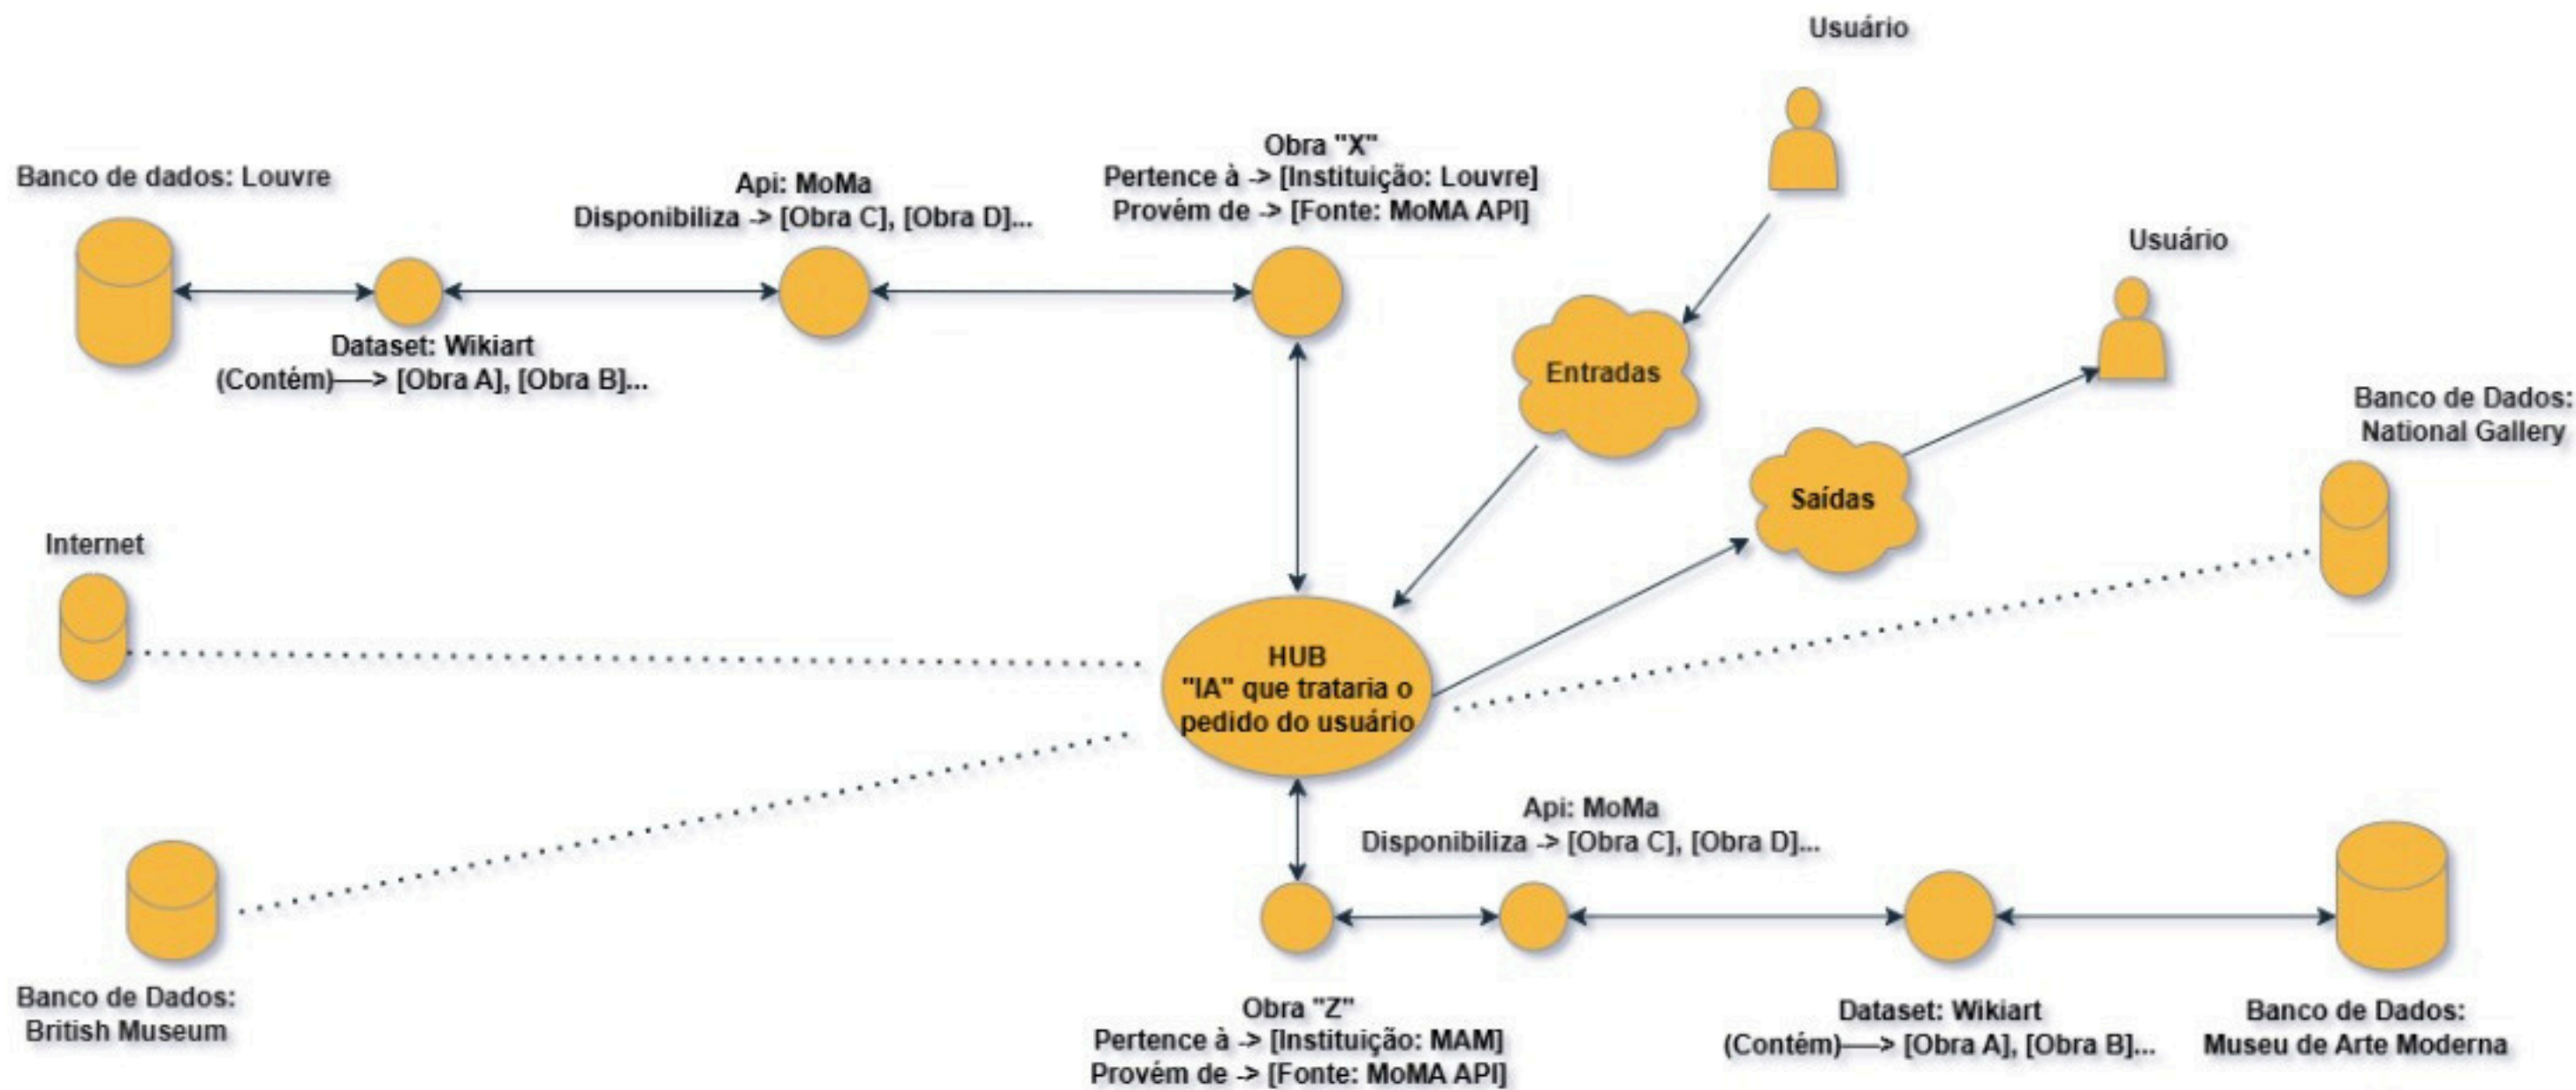 Usuário
Banco de dados: Louvre
Api: MoMa
Disponibiliza -> [Obra C], [Obra D]...
Obra "X"
Pertence à -> [Instituição: Louvre]
Provém de -> [Fonte: MoMA API]
Usuário
Dataset: Wikiart
(Contém)----> [Obra A], [Obra B]...
Entradas
Banco de Dados:
National Gallery
Saídas
Internet
HUB
"IA" que trataria o
pedido do usuário
Api: MoMa
Disponibiliza -> [Obra C], [Obra D]...
Banco de Dados:
British Museum
Obra "Z"
Pertence à -> [Instituição: MAM]
Provém de -> [Fonte: MoMA API]
Dataset: Wikiart
(Contém)----> [Obra A], [Obra B]...
Banco de Dados:
Museu de Arte Moderna